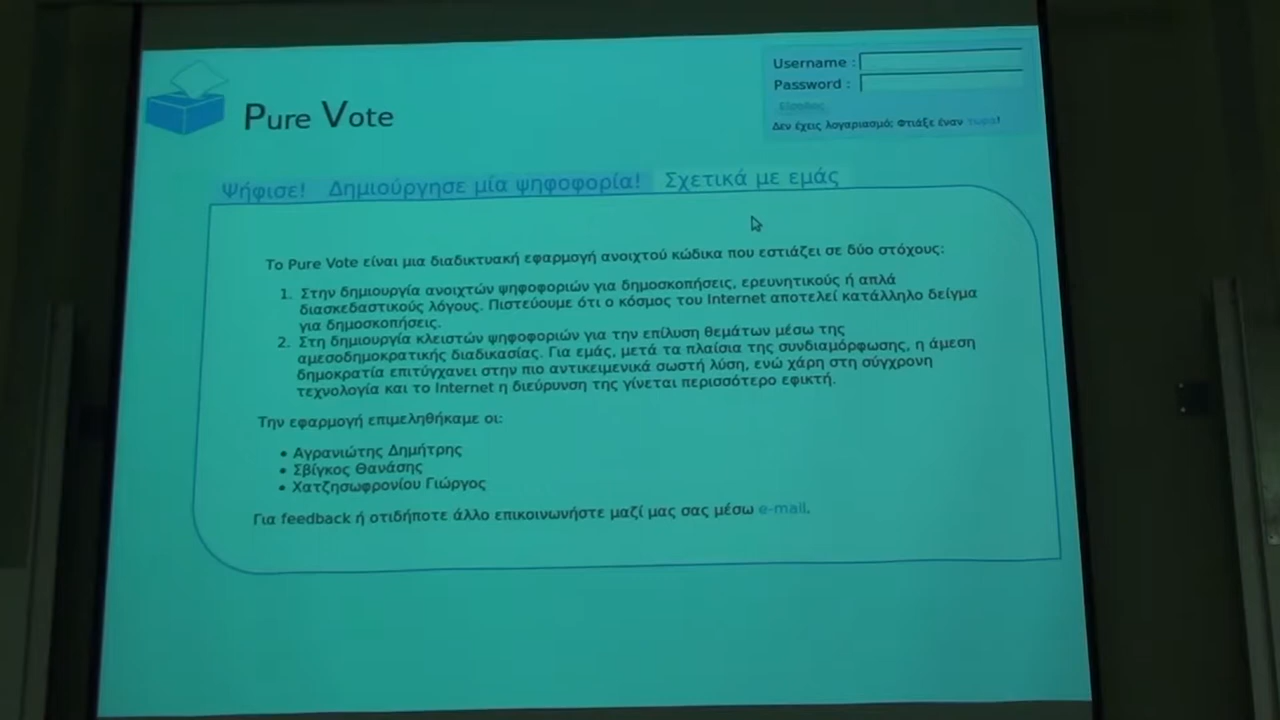 Pure Vote
Username :
Password :
Είσοδος
Δεν έχεις λογαριασμό; Φτιάξε έναν τώρα!
Ψήφισε! Δημιούργησε μία ψηφοφορία! Σχετικά με εμάς
Το Pure Vote είναι μια διαδικτυακή εφαρμογή ανοιχτού κώδικα που εστιάζει σε δύο στόχους:
1. Στην δημιουργία ανοιχτών ψηφοφοριών για δημοσκοπήσεις, ερευνητικούς ή απλά
διασκεδαστικούς λόγους. Πιστεύουμε ότι ο κόσμος του Internet αποτελεί κατάλληλο δείγμα
για δημοσκοπήσεις.
2. Στη δημιουργία κλειστών ψηφοφοριών για την επίλυση θεμάτων μέσω της
αμεσοδημοκρατικής διαδικασίας. Για εμάς, μετά τα πλαίσια της συνδιαμόρφωσης, η άμεση
δημοκρατία επιτύγχανει στην πιο αντικειμενικά σωστή λύση, ενώ χάρη στη σύγχρονη
τεχνολογία και το Internet η διεύρυνση της γίνεται περισσότερο εφικτή.
Την εφαρμογή επιμεληθήκαμε οι:
• Αγρανιώτης Δημήτρης
• Σβίγκος Θανάσης
• Χατζησωφρονίου Γιώργος
Για feedback ή οτιδήποτε άλλο επικοινωνήστε μαζί μας σας μέσω e-mail.